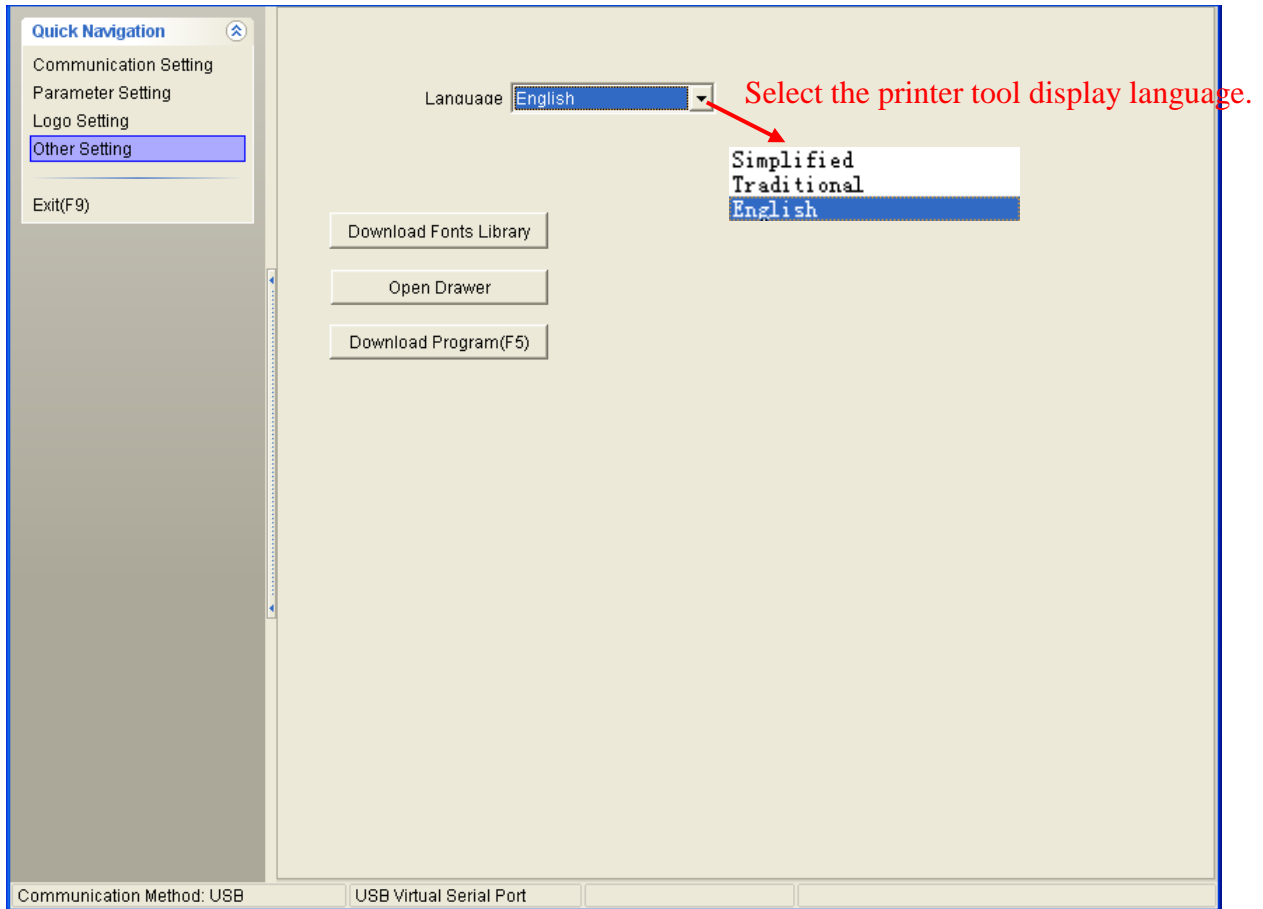 Quick Navigation
Communication Setting
Parameter Setting
Logo Setting
Other Setting
Exit(F9)
Language English
Select the printer tool display language.
Simplified
Traditional
English
Download Fonts Library
Open Drawer
Download Program(F5)
Communication Method: USB
USB Virtual Serial Port